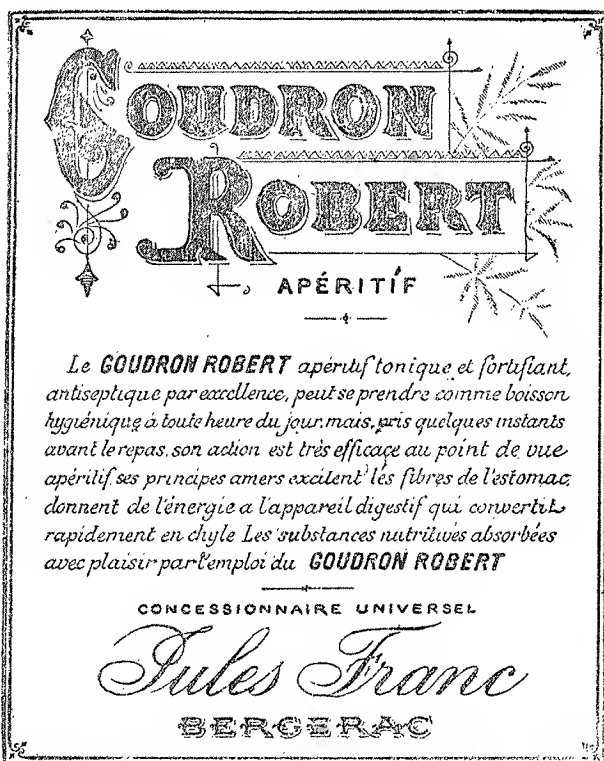 GOUDRON
ROBERT
APÉRITIF
Le GOUDRON ROBERT apéritif tonique et fortifiant,
antiseptique par excellence, peut se prendre comme boisson
hygiénique à toute heure du jour, mais, pris quelques instants
avant le repas, son action est très efficace au point de vue
apéritif, ses principes amers excitent les fibres de l'estomac,
donnent de l'énergie a l'appareil digestif qui convertit
rapidement en chyle Les substances nutritives absorbées
avec plaisir par l'emploi du GOUDRON ROBERT
CONCESSIONNAIRE UNIVERSEL
Jules Franc
BERGERAC